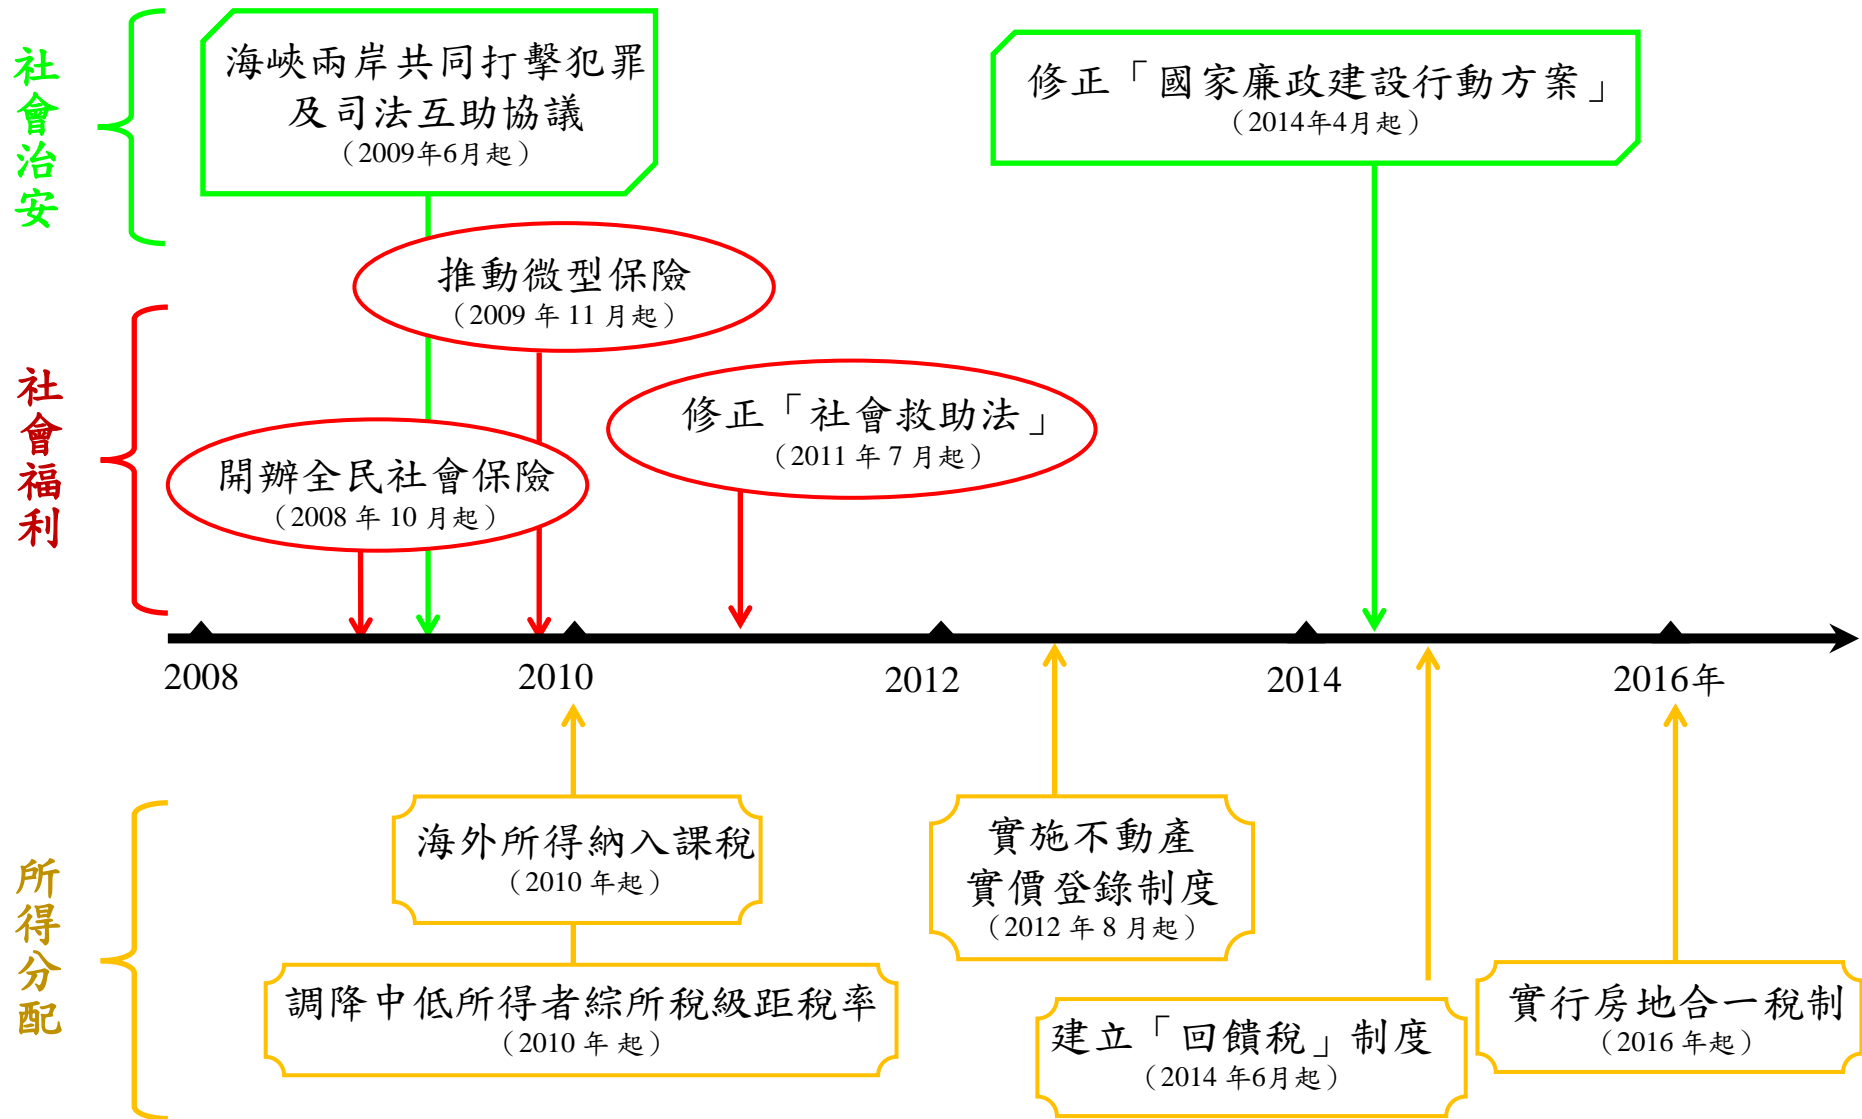 社會治安
海峽兩岸共同打擊犯罪
及司法互助協議
（2009年6月起）
修正「國家廉政建設行動方案」
（2014年4月起）
社會福利
推動微型保險
（2009 年 11 月起）
修正「社會救助法」
（2011 年 7 月起）
開辦全民社會保險
（2008 年 10 月起）
2008
2010
2012
2014
2016年
所得分配
海外所得納入課稅
（2010 年起）
調降中低所得者綜所稅級距稅率
（2010 年 起）
實施不動產
實價登錄制度
（2012 年 8 月起）
建立「回饋稅」制度
（2014 年6月起）
實行房地合一稅制
（2016 年起）